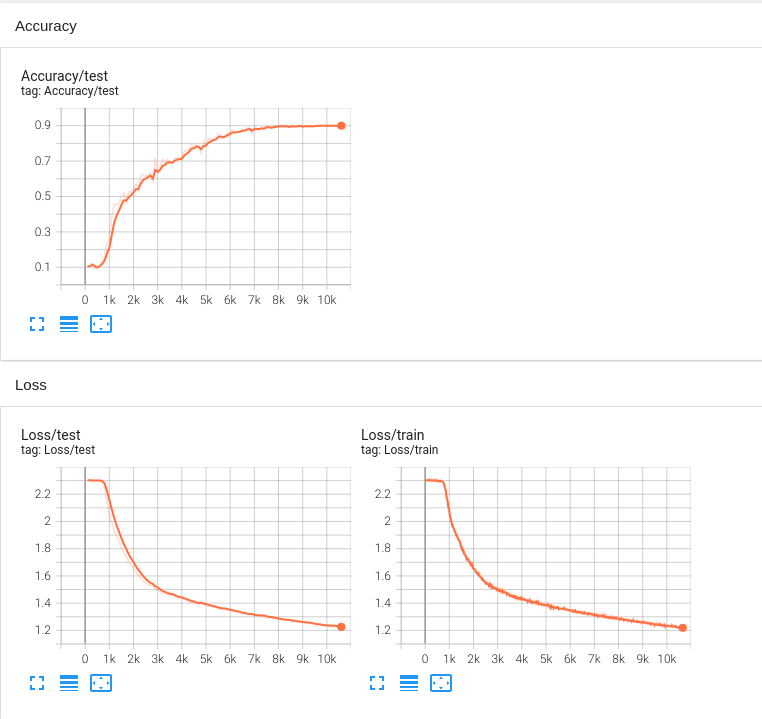 Accuracy
Accuracy/test
tag: Accuracy/test
0.9
0.7
0.5
0.3
0.1
0 1k 2k 3k 4k 5k 6k 7k 8k 9k 10k
Loss
Loss/test
tag: Loss/test
2.2
2
1.8
1.6
1.4
1.2
0 1k 2k 3k 4k 5k 6k 7k 8k 9k 10k
Loss/train
tag: Loss/train
2.2
2
1.8
1.6
1.4
1.2
0 1k 2k 3k 4k 5k 6k 7k 8k 9k 10k